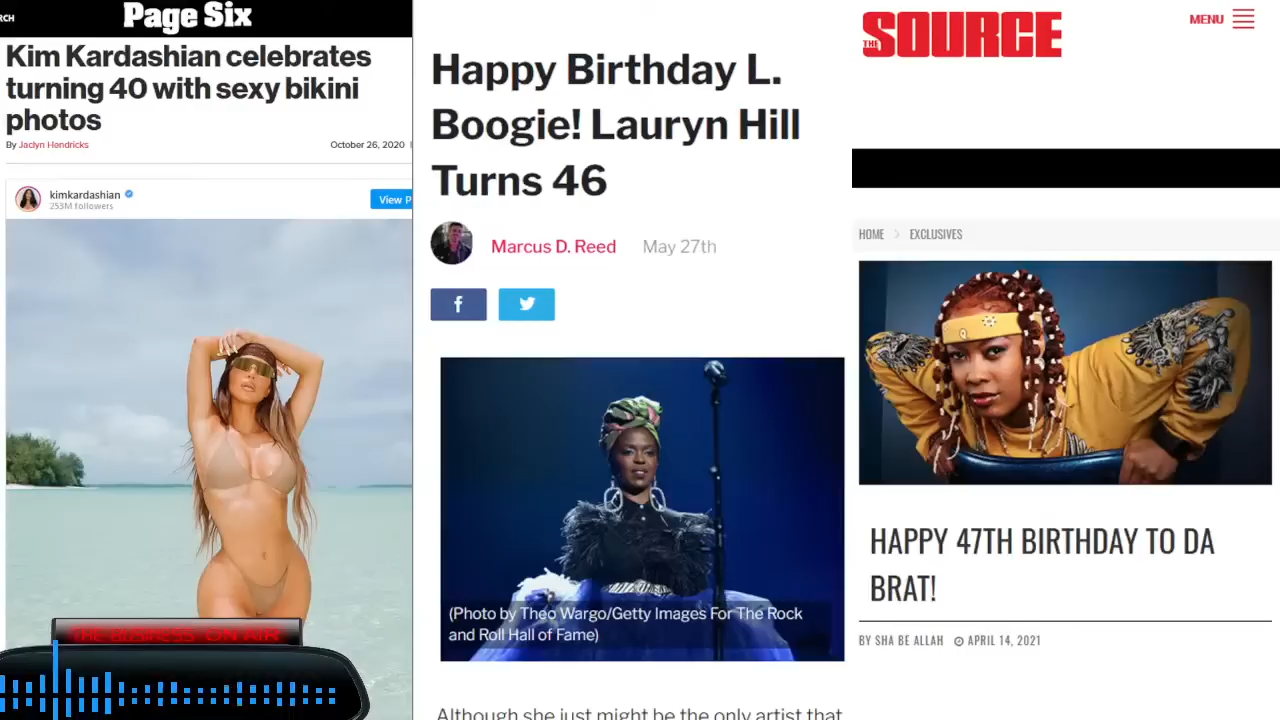 RCH
Page Six
Kim Kardashian celebrates
turning 40 with sexy bikini
photos
By Jaclyn Hendricks
October 26, 2020
kimkardashian
253M followers
View P
THE BUSINESS ON AIR
Happy Birthday L.
Boogie! Lauryn Hill
Turns 46
Marcus D. Reed
May 27th
f
(Photo by Theo Wargo/Getty Images For The Rock
and Roll Hall of Fame)
Although she just might be the only artist that
THE SOURCE
MENU
HOME > EXCLUSIVES
HAPPY 47TH BIRTHDAY TO DA
BRAT!
BY SHA BE ALLAH APRIL 14, 2021